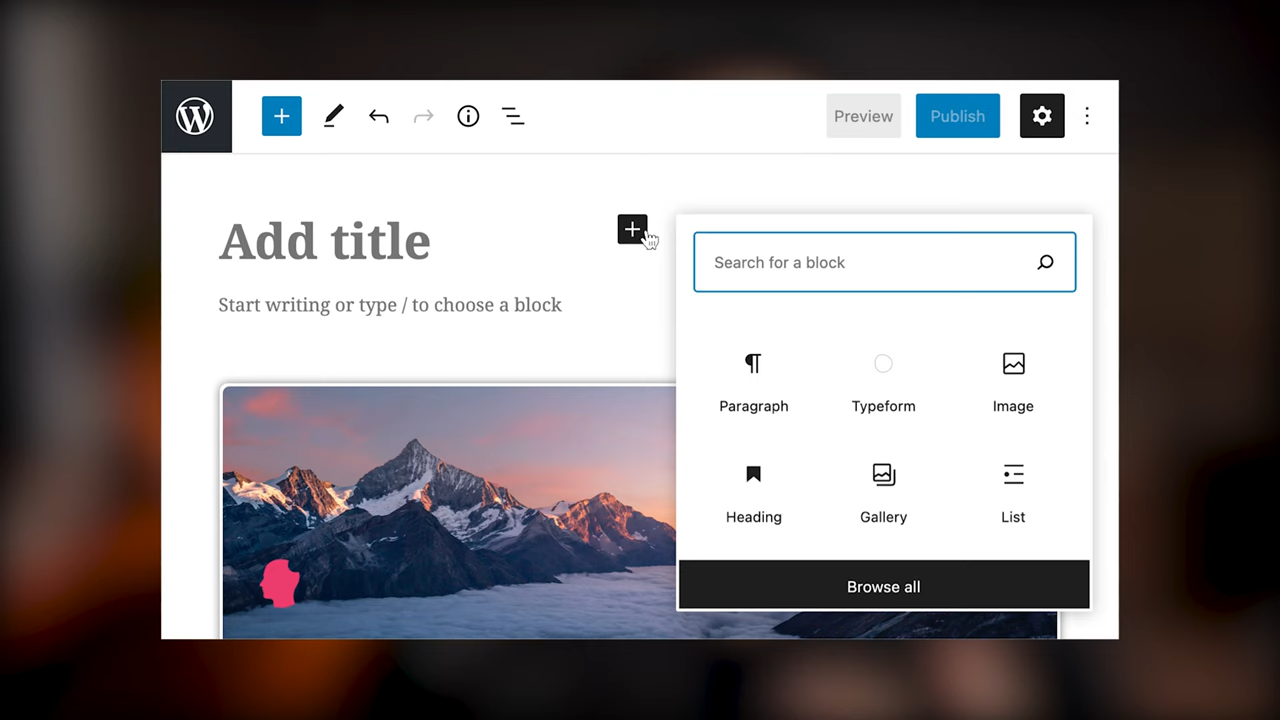 Preview
Publish
Add title
Start writing or type / to choose a block
Search for a block
Paragraph
Typeform
Image
Heading
Gallery
List
Browse all